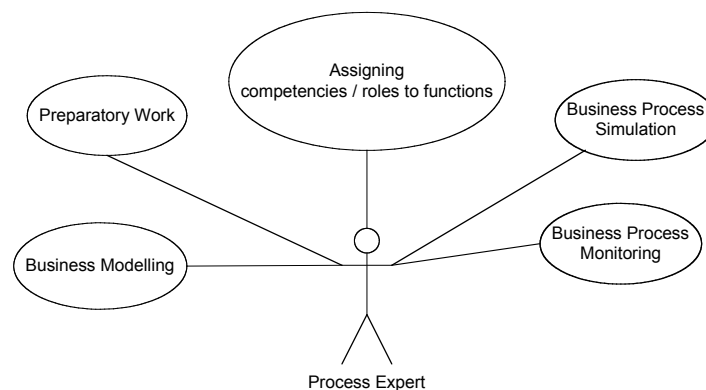 Assigning
competencies / roles to functions
Preparatory Work
Business Process
Simulation
Business Modelling
Business Process
Monitoring
Process Expert